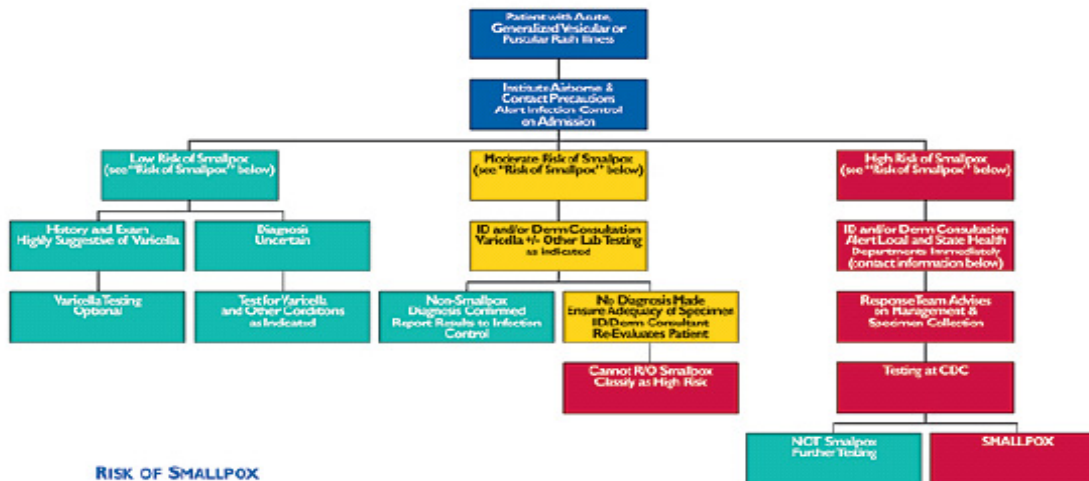 Patient with Acute,
Generalized Vesicular or
Pustular Rash Illness
Institute Airborne &
Contact Precautions
Alert Infection Control
on Admission
Low Risk of Smallpox
(see "Risk of Smallpox" below)
Moderate Risk of Smallpox
(see "Risk of Smallpox" below)
High Risk of Smallpox
(see "Risk of Smallpox" below)
History and Exam
Highly Suggestive of Varicella
Diagnosis
Uncertain
ID and/or Derm Consultation
Varicella +/- Other Lab Testing
as indicated
ID and/or Derm Consultation
Alert Local and State Health
Departments Immediately
(contact information below)
Varicella Testing
Optional
Test for Varicella
and Other Conditions
as Indicated
Non-Smallpox
Diagnosis Confirmed
Report Results to Infection
Control
No Diagnosis Made
Ensure Adequacy of Specimen
ID/Derm Consultant
Re-Evaluates Patient
Response Team Advises
on Management &
Specimen Collection
Cannot R/O Smallpox
Classify as High Risk
Testing at CDC
NOT Smallpox
Further Testing
SMALLPOX
RISK OF SMALLPOX